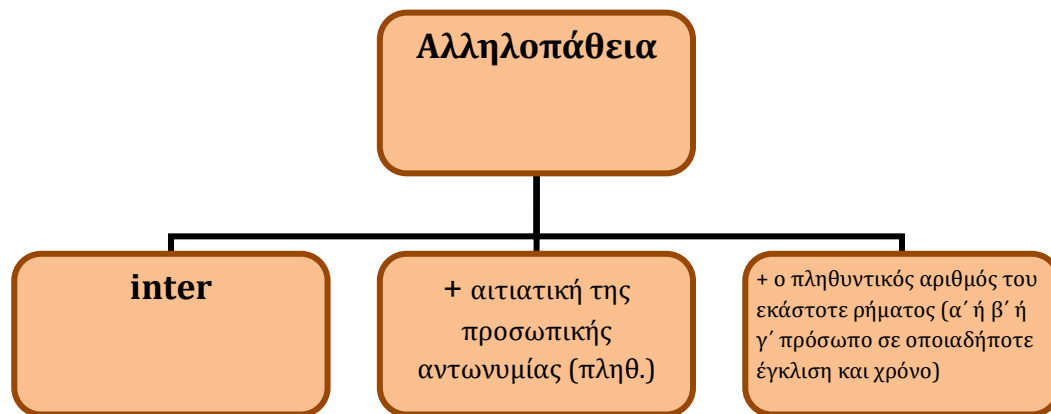 Αλληλοπάθεια
inter
+ αιτιατική της
προσωπικής
αντωνυμίας (πληθ.)
+ ο πληθυντικός αριθμός του
εκάστοτε ρήματος (α΄ ή β΄ ή
γ΄ πρόσωπο σε οποιαδήποτε
έγκλιση και χρόνο)